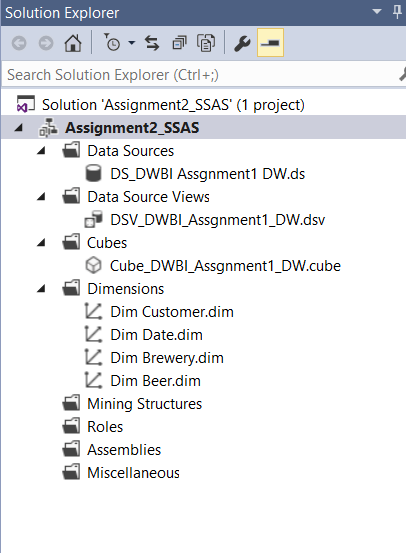 Solution Explorer
Search Solution Explorer (Ctrl+;)
Solution 'Assignment2_SSAS' (1 project)
Assignment2_SSAS
Data Sources
DS_DWBI Assgnment1 DW.ds
Data Source Views
DSV_DWBI_Assgnment1_DW.dsv
Cubes
Cube_DWBI_Assgnment1_DW.cube
Dimensions
Dim Customer.dim
Dim Date.dim
Dim Brewery.dim
Dim Beer.dim
Mining Structures
Roles
Assemblies
Miscellaneous